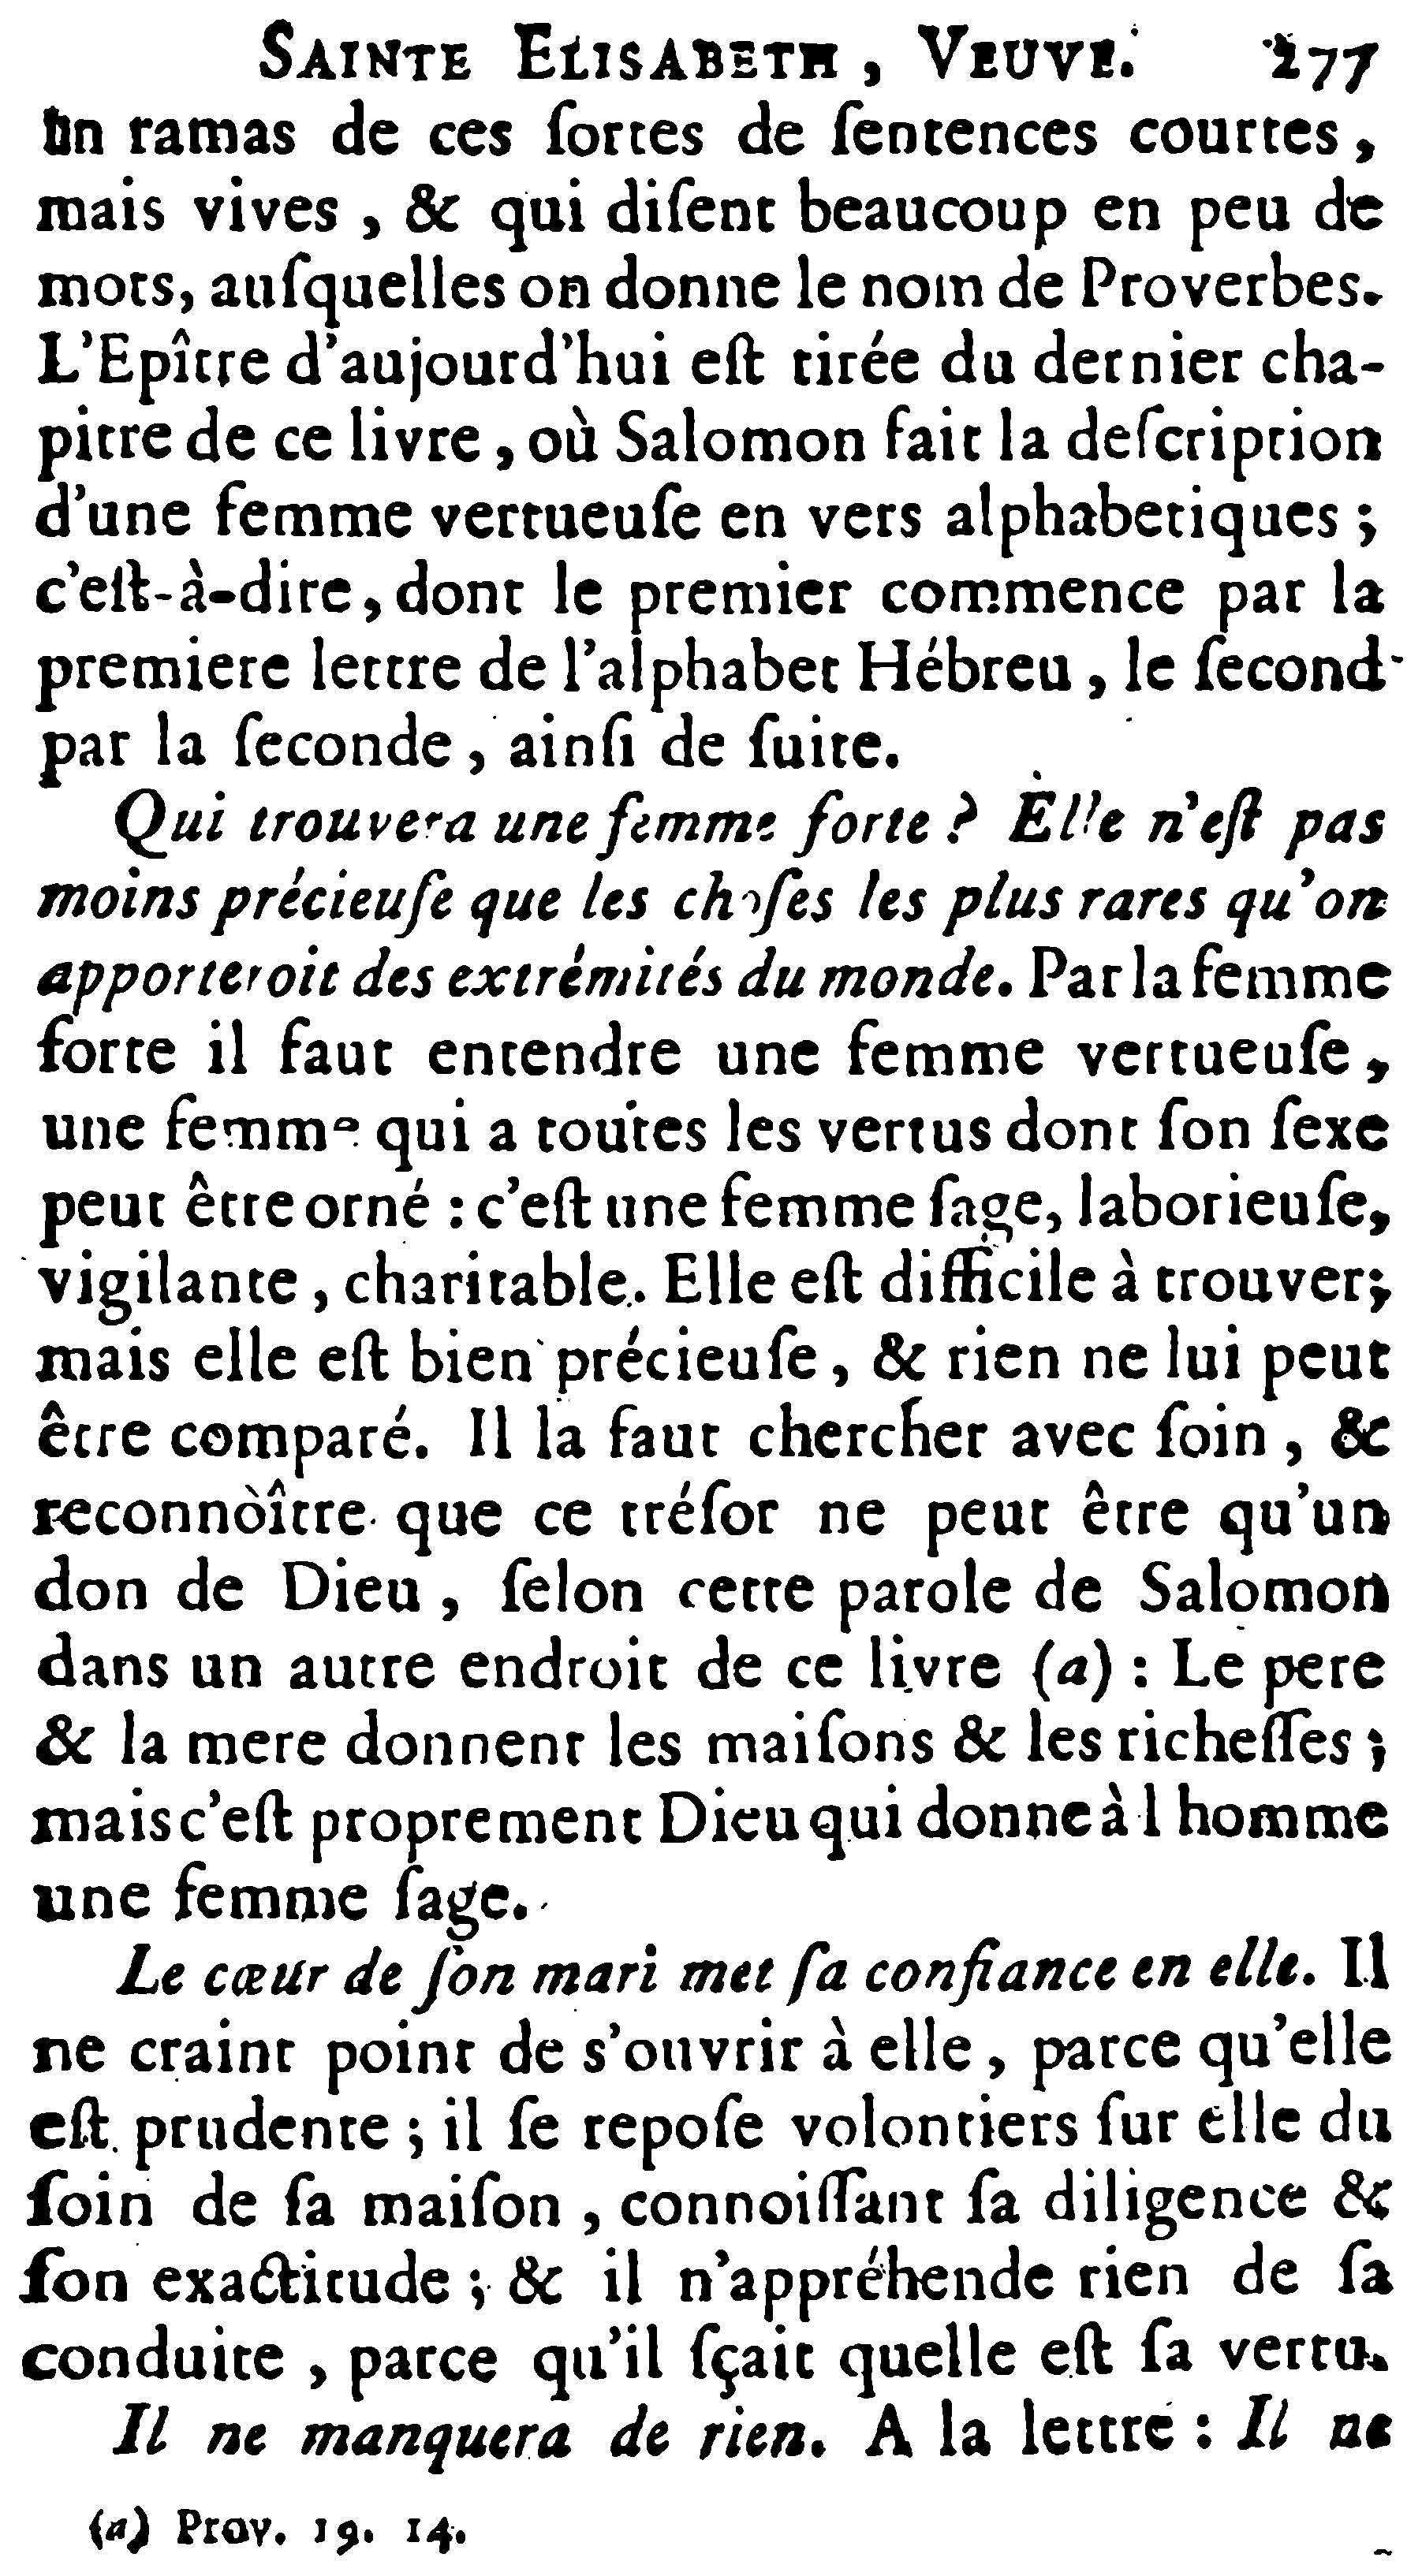 SAINTE ELISABETH, VEUVE. 277
un ramas de ces ſortes de ſentences courtes,
mais vives, & qui diſent beaucoup en peu de
mots, auſquelles on donne le nom de Proverbes.
L'Epître d'aujourd'hui eſt tirée du dernier cha-
pitre de ce livre, où Salomon fait la deſcription
d'une femme vertueuſe en vers alphabetiques;
c'eſt-à-dire, dont le premier commence par la
premiere lettre de l'alphabet Hébreu, le ſecond
par la ſeconde, ainſi de ſuite.
Qui trouvera une femme forte? Elle n'eſt pas
moins précieuſe que les choſes les plus rares qu'on
apporteroit des extrémités du monde. Par la femme
forte il faut entendre une femme vertueuſe,
une femme qui a toutes les vertus dont ſon ſexe
peut être orné: c'eſt une femme ſage, laborieuſe,
vigilante, charitable. Elle eſt difficile à trouver;
mais elle eſt bien précieuſe, & rien ne lui peut
être comparé. Il la faut chercher avec ſoin, &
reconnoître que ce tréſor ne peut être qu'un
don de Dieu, ſelon cette parole de Salomon
dans un autre endroit de ce livre (a): Le pere
& la mere donnent les maiſons & les richeſſes;
mais c'eſt proprement Dieu qui donne à l homme
une femme ſage.
Le cœur de ſon mari met ſa confiance en elle. Il
ne craint point de s'ouvrir à elle, parce qu'elle
eſt prudente; il ſe repoſe volontiers ſur elle du
ſoin de ſa maiſon, connoiſſant ſa diligence &
ſon exactitude; & il n'appréhende rien de ſa
conduite, parce qu'il ſçait quelle eſt ſa vertu.
Il ne manquera de rien. A la lettre: Il ne
(a) Prov. 19. 14.